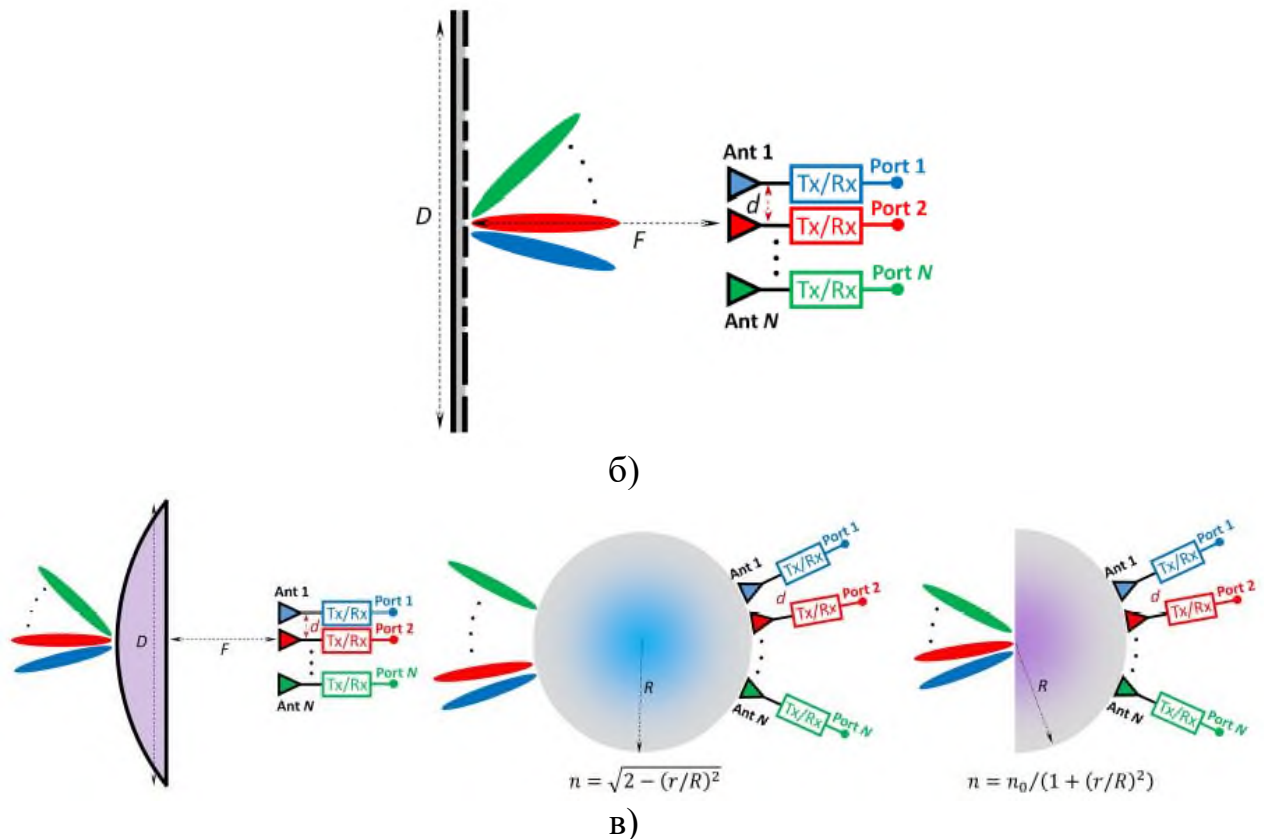 Ant 1
Tx/Rx
Port 1
D
d
Tx/Rx
Port 2
F
Tx/Rx
Port N
Ant N
б)
Ant 1
Tx/Rx
Port 1
D
d
Tx/Rx
Port 2
F
Tx/Rx
Port N
Ant N
Ant 1
Tx/Rx
Port 1
d
Tx/Rx
Port 2
R
Ant N
Tx/Rx
Port N
n = √2 − (r/R)²
Ant 1
Tx/Rx
Port 1
d
Tx/Rx
Port 2
R
Ant N
Tx/Rx
Port N
n = n₀/(1 + (r/R)²)
в)